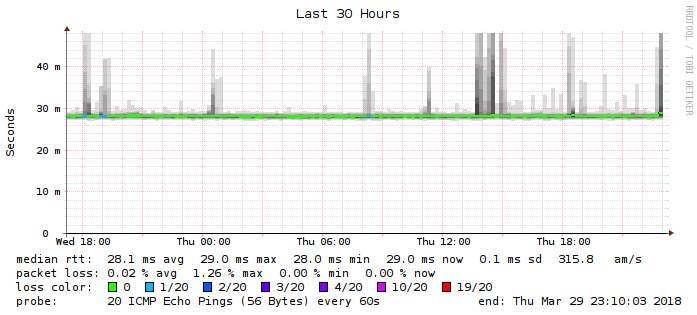 Last 30 Hours
RRDTOOL / TOBI OETIKER
Seconds
40 m
30 m
20 m
10 m
0
Wed 18:00 Thu 00:00 Thu 06:00 Thu 12:00 Thu 18:00
median rtt: 28.1 ms avg 29.0 ms max 28.0 ms min 29.0 ms now 0.1 ms sd 315.8 am/s
packet loss: 0.02 % avg 1.26 % max 0.00 % min 0.00 % now
loss color: 0 1/20 2/20 3/20 4/20 10/20 19/20
probe: 20 ICMP Echo Pings (56 Bytes) every 60s end: Thu Mar 29 23:10:03 2018